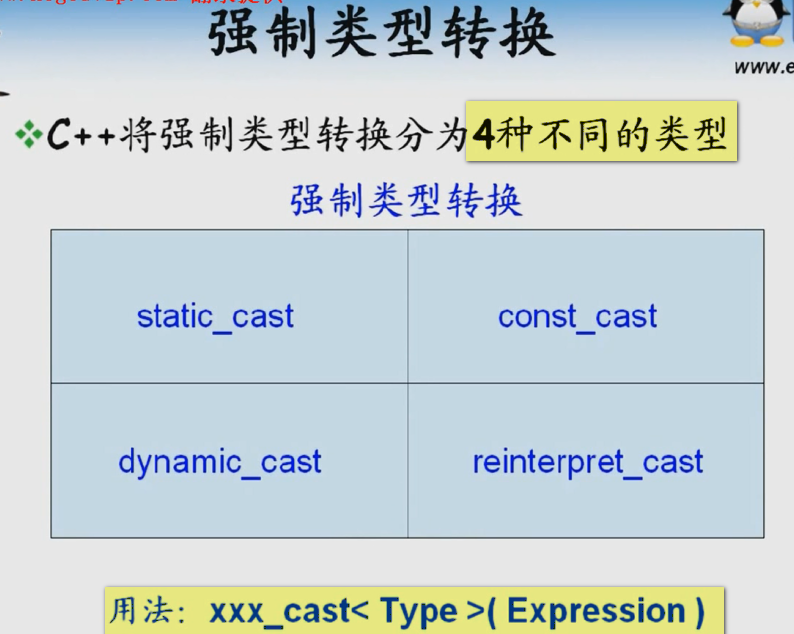 强制类型转换
www.e
C++将强制类型转换分为4种不同的类型
强制类型转换
static_cast
const_cast
dynamic_cast
reinterpret_cast
用法：xxx_cast< Type >( Expression )